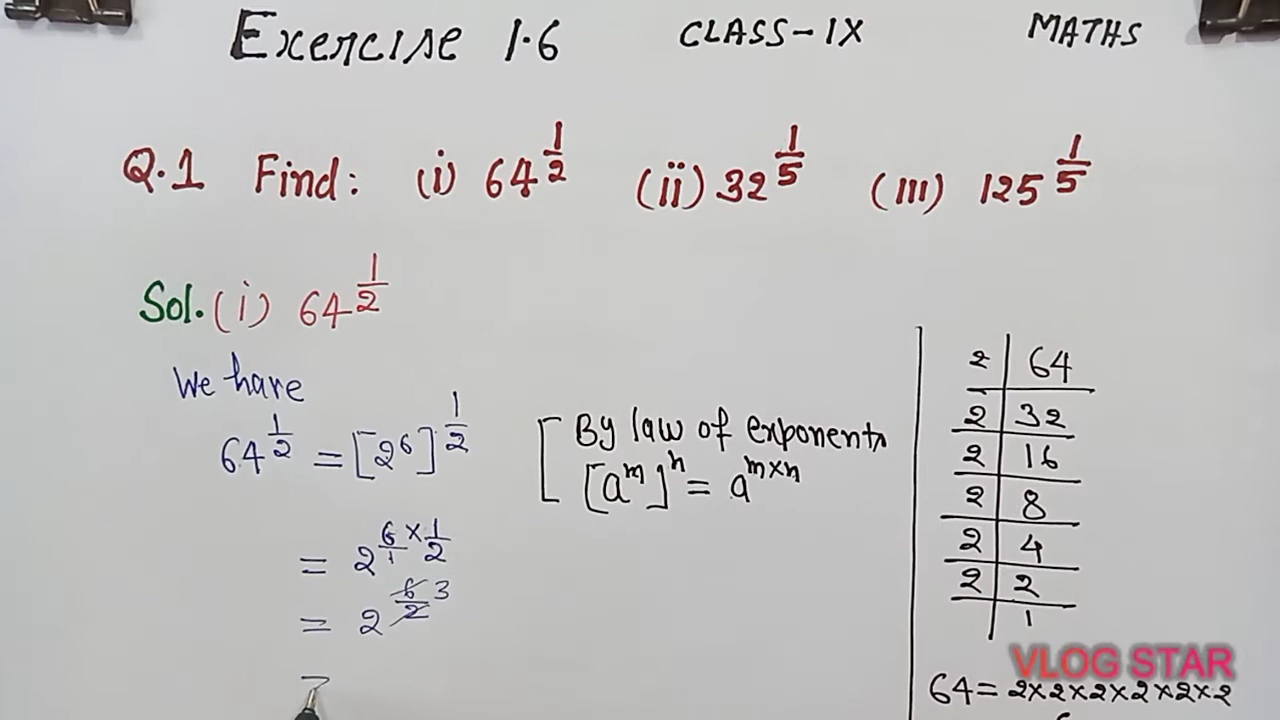 Exercise 1.6 CLASS-IX MATHS
Q.1 Find: (i) 64^1/2 (ii) 32^1/5 (iii) 125^1/5
Sol. (i) 64^1/2
We have
64^1/2 = [2^6]^1/2
[By law of exponents
[a^m]^n = a^m×n
= 2^6/1×1/2
= 2^6/2 3
=
2 | 64
2 | 32
2 | 16
2 | 8
2 | 4
2 | 2
| 1
VLOG STAR
64 = 2×2×2×2×2×2